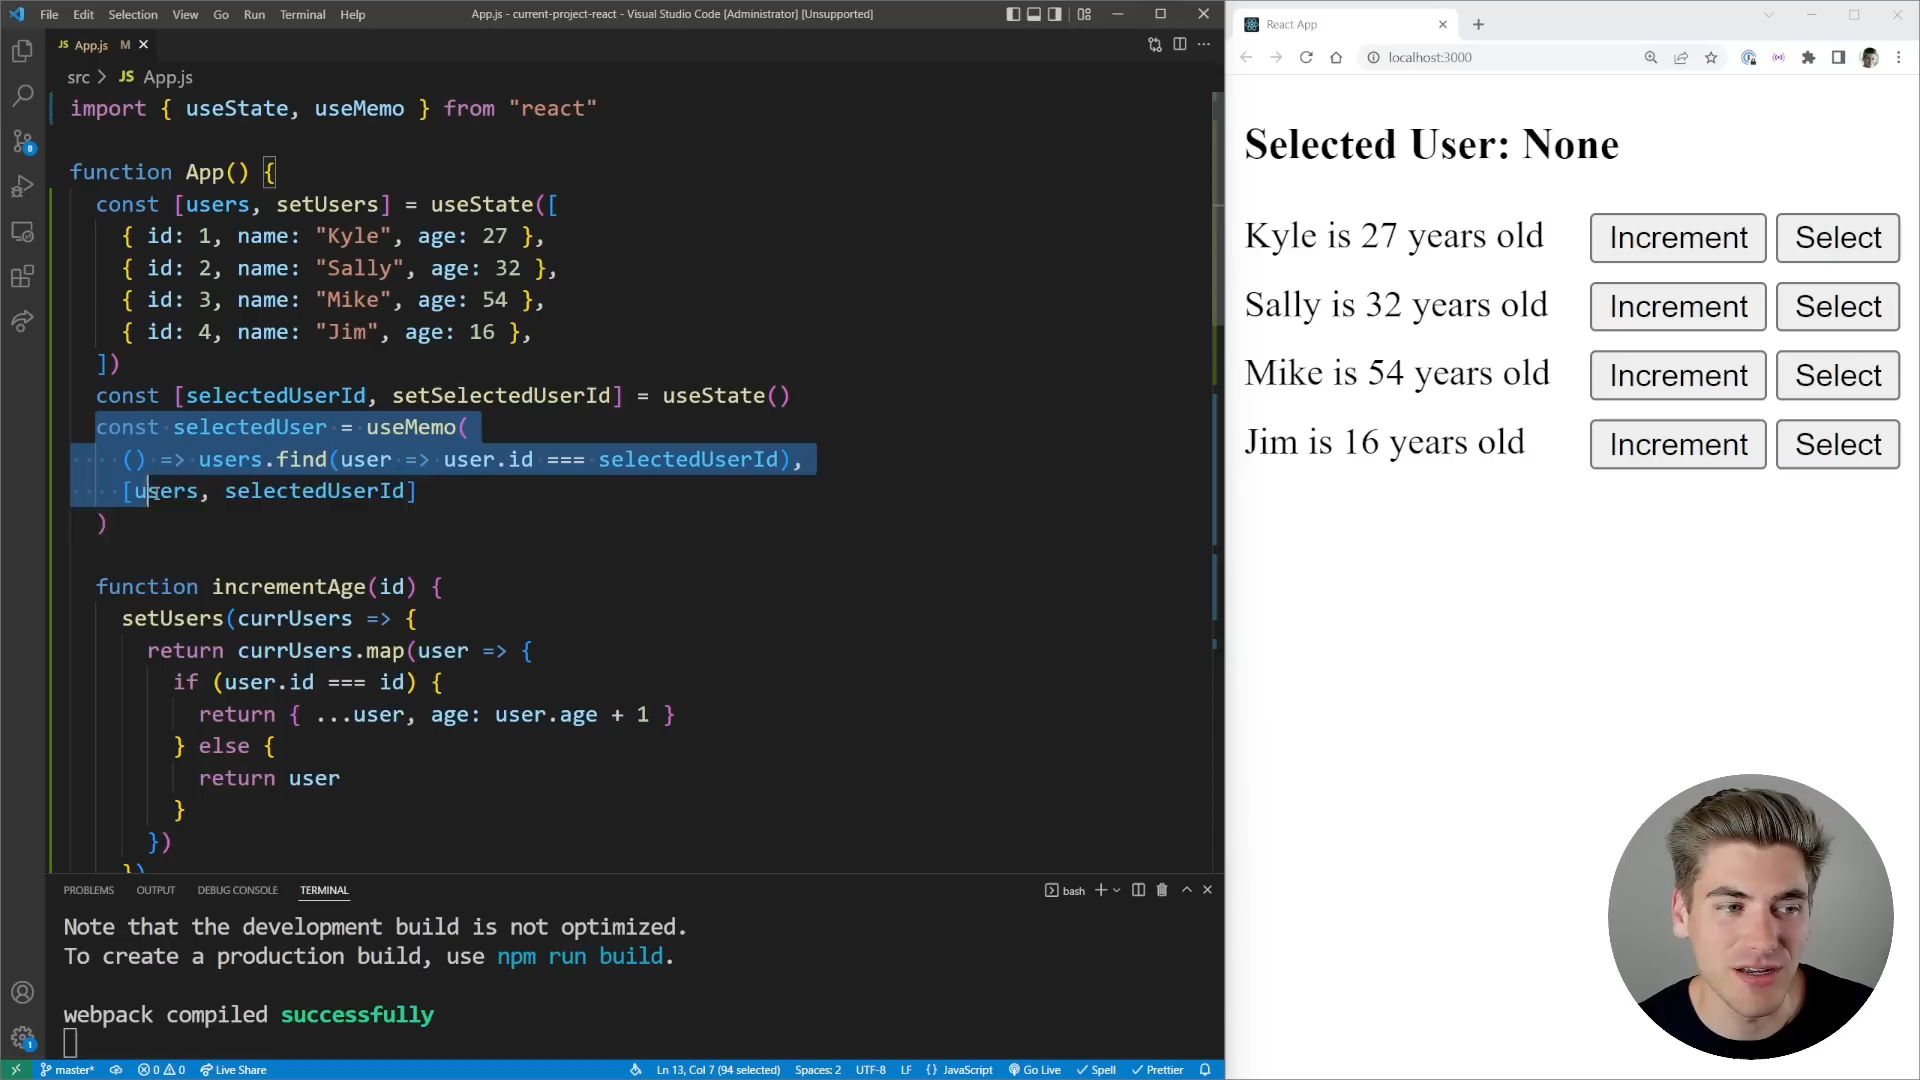 File Edit Selection View Go Run Terminal Help
App.js - current-project-react - Visual Studio Code [Administrator] [Unsupported]
JS App.js M
src > JS App.js
import { useState, useMemo } from "react"
function App() {
const [users, setUsers] = useState([
{ id: 1, name: "Kyle", age: 27 },
{ id: 2, name: "Sally", age: 32 },
{ id: 3, name: "Mike", age: 54 },
{ id: 4, name: "Jim", age: 16 },
])
const [selectedUserId, setSelectedUserId] = useState()
const selectedUser = useMemo(
() => users.find(user => user.id === selectedUserId),
[users, selectedUserId]
)
function incrementAge(id) {
setUsers(currUsers => {
return currUsers.map(user => {
if (user.id === id) {
return { ...user, age: user.age + 1 }
} else {
return user
}
})
})
8
1
PROBLEMS OUTPUT DEBUG CONSOLE TERMINAL
bash
Note that the development build is not optimized.
To create a production build, use npm run build.
webpack compiled successfully
master* 0 0 Live Share
Ln 13, Col 7 (94 selected) Spaces: 2 UTF-8 LF {} JavaScript Go Live Spell Prettier
React App
localhost:3000
Selected User: None
Kyle is 27 years old Increment Select
Sally is 32 years old Increment Select
Mike is 54 years old Increment Select
Jim is 16 years old Increment Select